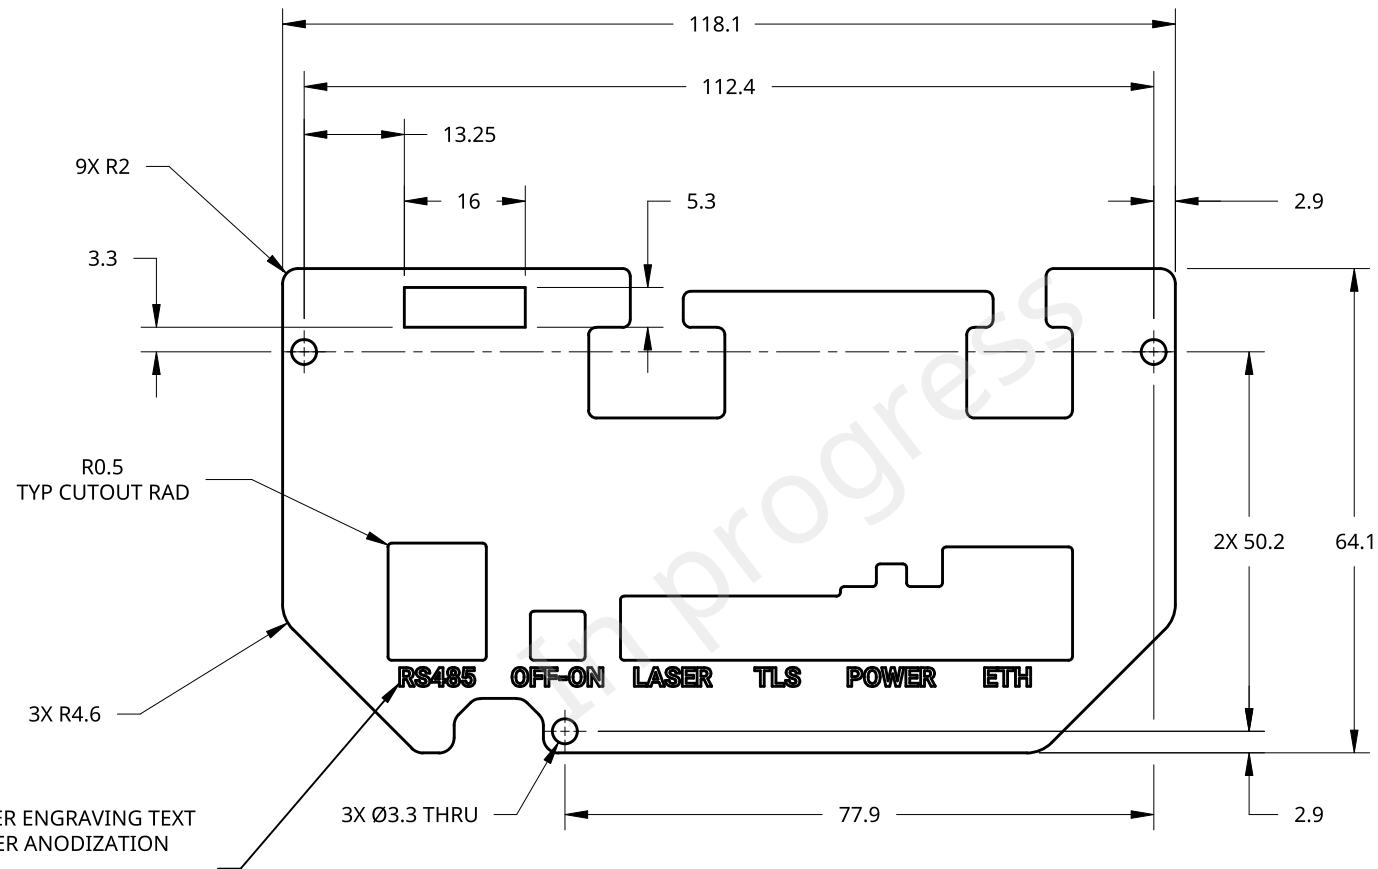 118.1
112.4
13.25
9X R2
16
5.3
2.9
3.3
R0.5
TYP CUTOUT RAD
2X 50.2
64.1
In progress
RS485
OFF-ON
LASER
TLS
POWER
ETH
3X R4.6
3X Ø3.3 THRU
77.9
2.9
ENGRAVING TEXT
ANODIZATION